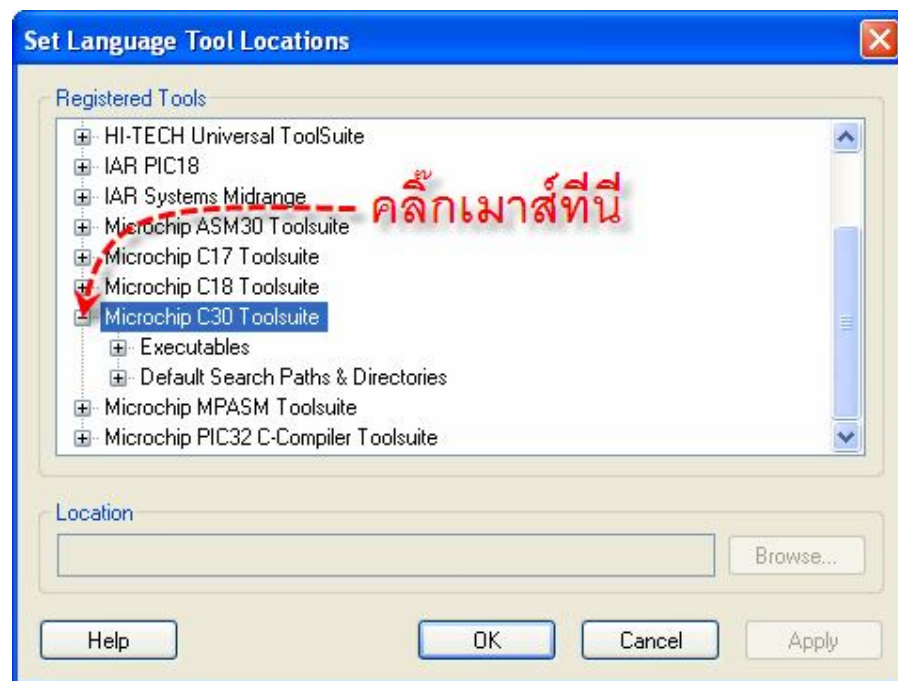 Set Language Tool Locations
Registered Tools
HI-TECH Universal ToolSuite
IAR PIC18
IAR Systems Midrange
คลิ๊กเมาส์ที่นี่
Microchip ASM30 Toolsuite
Microchip C17 Toolsuite
Microchip C18 Toolsuite
Microchip C30 Toolsuite
Executables
Default Search Paths & Directories
Microchip MPASM Toolsuite
Microchip PIC32 C-Compiler Toolsuite
Location
Browse...
Help OK Cancel Apply